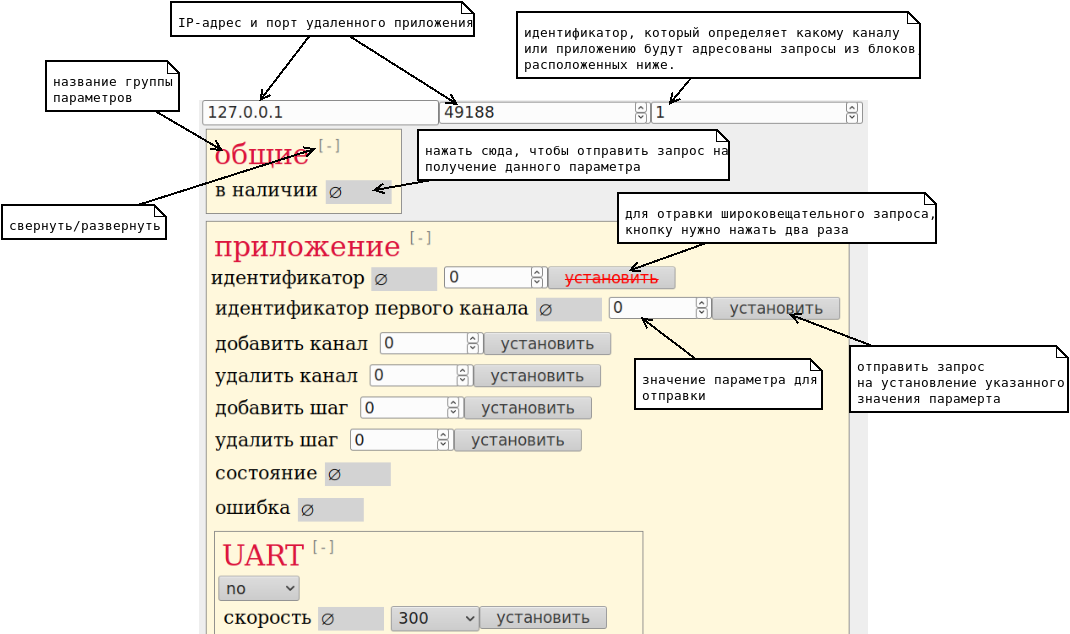 IP-адрес и порт удаленного приложения
идентификатор, который определяет какому каналу
или приложению будут адресованы запросы из блоков
расположенных ниже.
название группы
параметров
127.0.0.1 49188 1
общие [-]
нажать сюда, чтобы отправить запрос на
получение данного параметра
в наличии ∅
свернуть/развернуть
для отравки широковещательного запроса,
кнопку нужно нажать два раза
приложение [-]
идентификатор ∅ 0 установить
идентификатор первого канала ∅ 0 установить
добавить канал 0 установить
удалить канал 0 установить
добавить шаг 0 установить
удалить шаг 0 установить
значение параметра для
отправки
отправить запрос
на установление указанного
значения парамерта
состояние ∅
ошибка ∅
UART [-]
no
скорость ∅ 300 установить